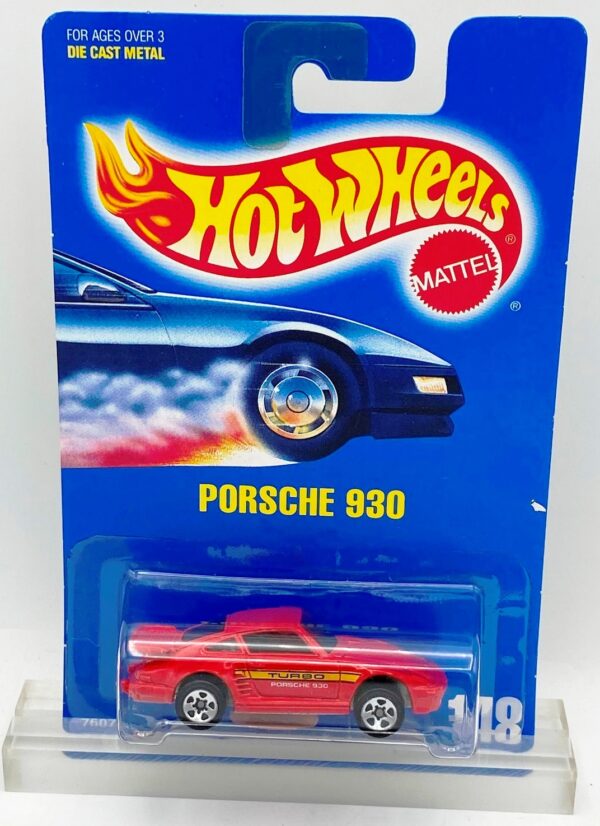 FOR AGES OVER 3
DIE CAST METAL
HOT WHEELS
®
MATTEL
®
PORSCHE 930
TURBO
PORSCHE 930
148